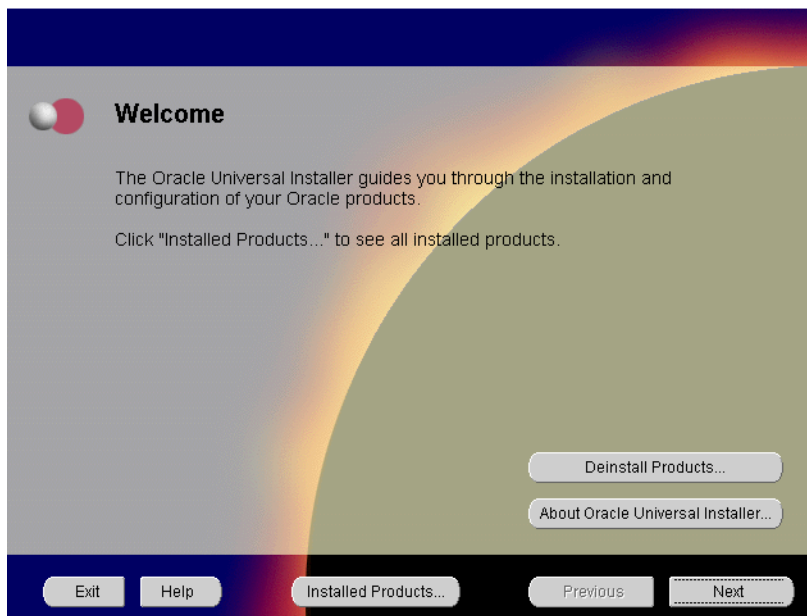 Welcome
The Oracle Universal Installer guides you through the installation and
configuration of your Oracle products.
Click "Installed Products..." to see all installed products.
Deinstall Products...
About Oracle Universal Installer...
Exit
Help
Installed Products...
Previous
Next